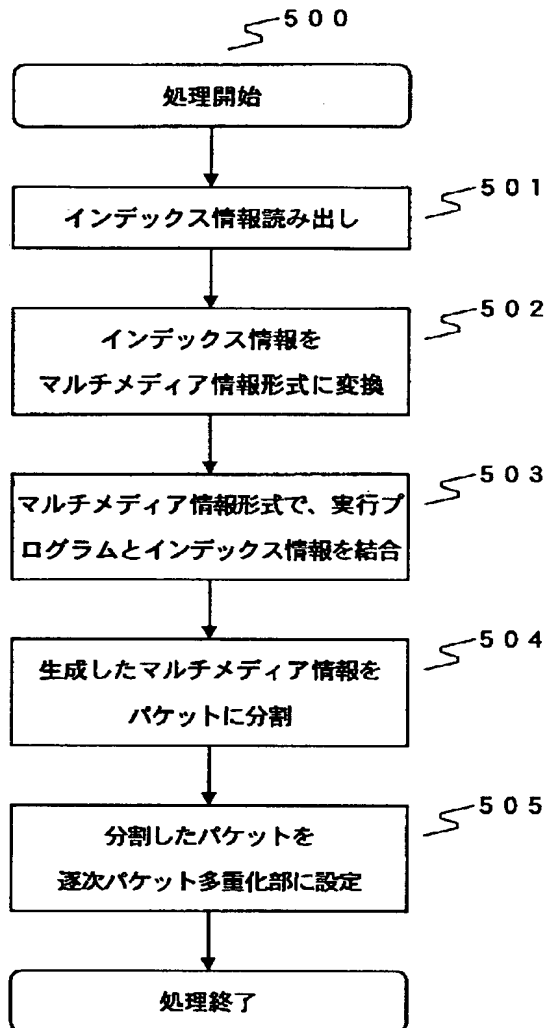 500
処理開始
501
インデックス情報読み出し
502
インデックス情報を
マルチメディア情報形式に変換
503
マルチメディア情報形式で、実行プ
ログラムとインデックス情報を結合
504
生成したマルチメディア情報を
パケットに分割
505
分割したパケットを
逐次パケット多重化部に設定
処理終了